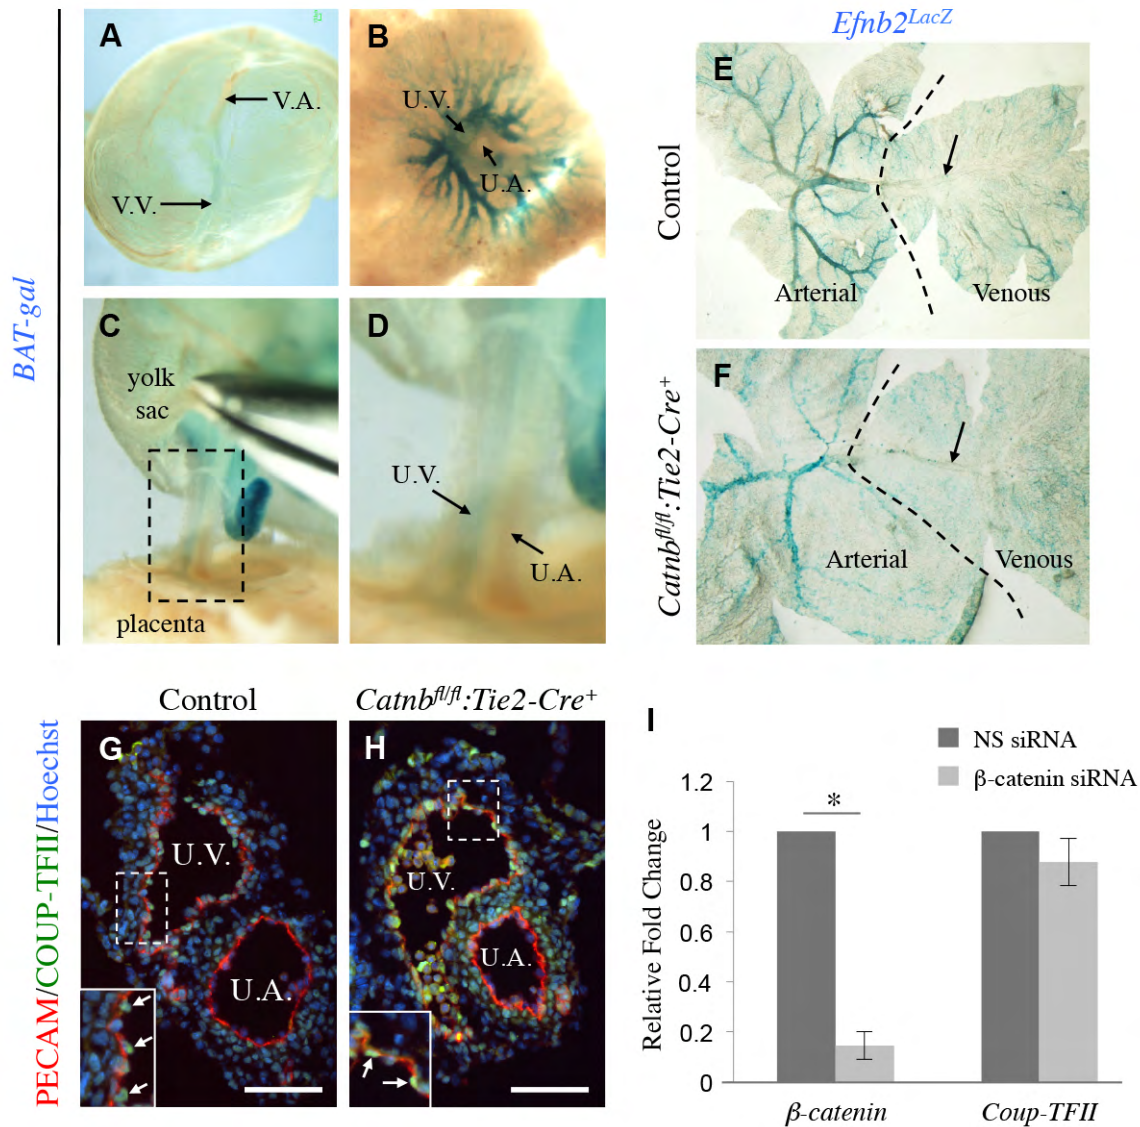 BAT-gal
A
V.A.
V.V.
B
U.V.
U.A.
C
yolk
sac
placenta
D
U.V.
U.A.
Efnb2LacZ
Control
E
Arterial
Venous
Catnbfl/fl:Tie2-Cre+
F
Arterial
Venous
PECAM/COUP-TFII/Hoechst
Control
G
U.V.
U.A.
Catnbfl/fl:Tie2-Cre+
H
U.V.
U.A.
I
NS siRNA
β-catenin siRNA
Relative Fold Change
1.2
1
0.8
0.6
0.4
0.2
0
*
β-catenin
Coup-TFII